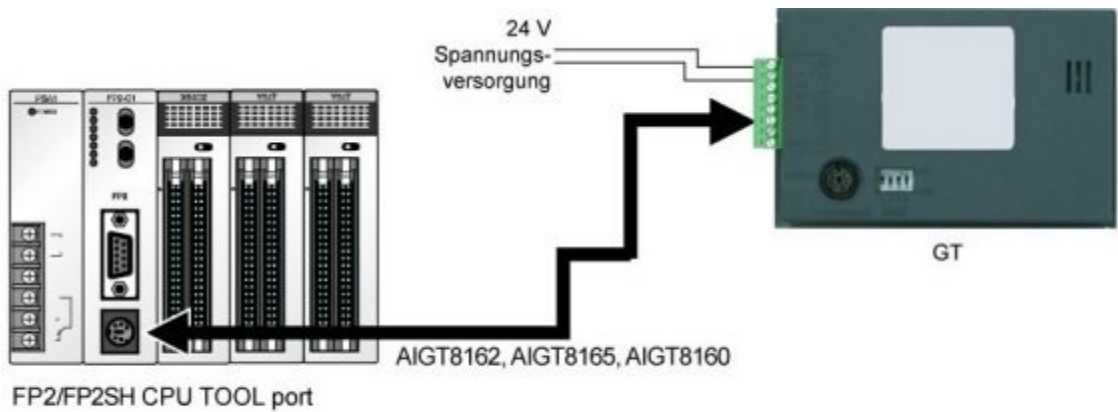 24 V
Spannungs-
versorgung
GT
AIGT8162, AIGT8165, AIGT8160
FP2/FP2SH CPU TOOL port